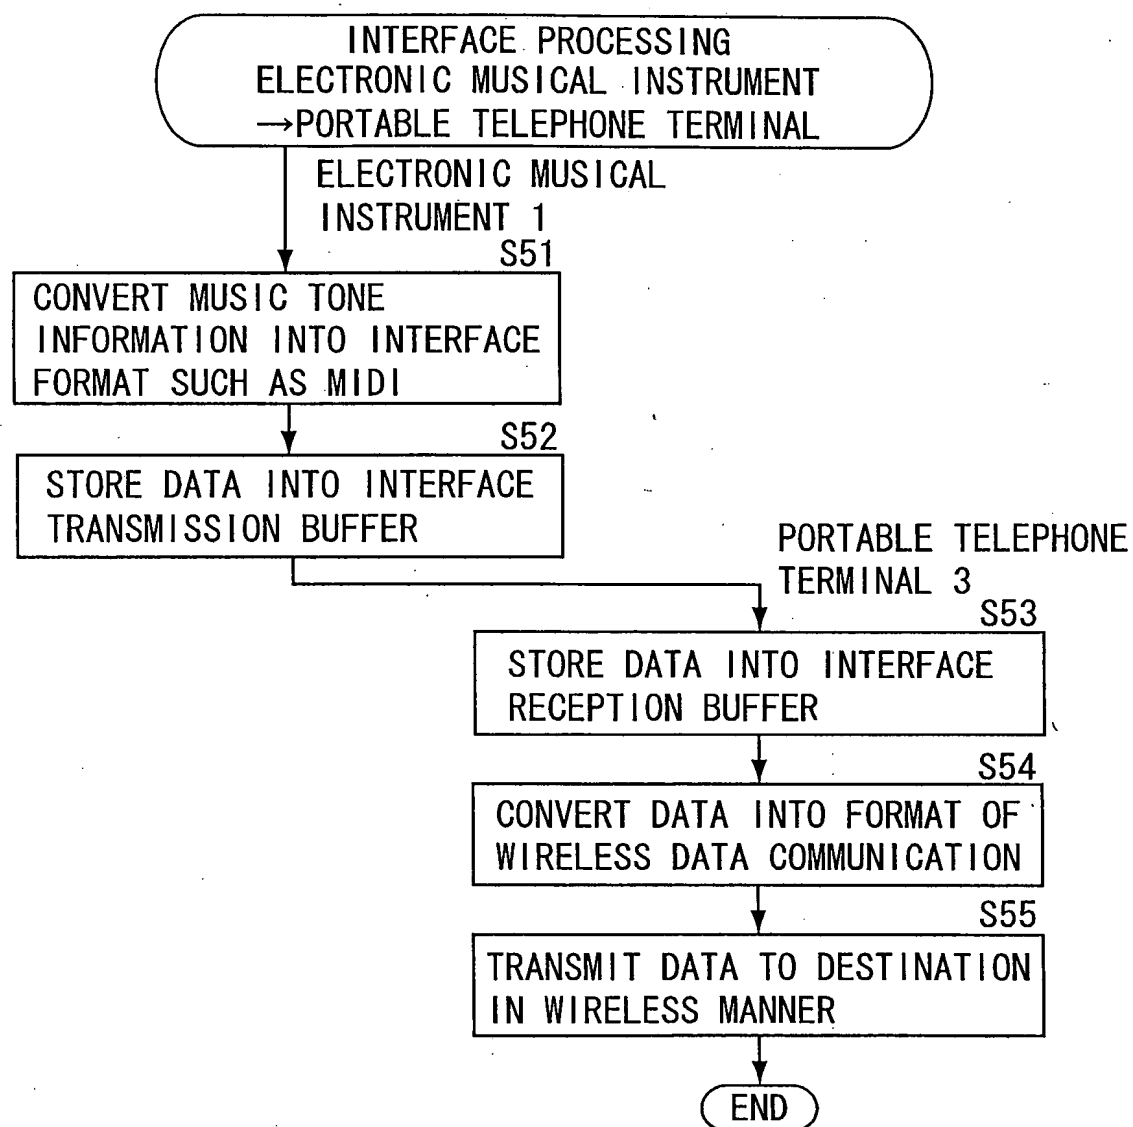 INTERFACE PROCESSING
ELECTRONIC MUSICAL INSTRUMENT
→PORTABLE TELEPHONE TERMINAL
ELECTRONIC MUSICAL
INSTRUMENT 1
S51
CONVERT MUSIC TONE
INFORMATION INTO INTERFACE
FORMAT SUCH AS MIDI
S52
STORE DATA INTO INTERFACE
TRANSMISSION BUFFER
PORTABLE TELEPHONE
TERMINAL 3
S53
STORE DATA INTO INTERFACE
RECEPTION BUFFER
S54
CONVERT DATA INTO FORMAT OF
WIRELESS DATA COMMUNICATION
S55
TRANSMIT DATA TO DESTINATION
IN WIRELESS MANNER
END